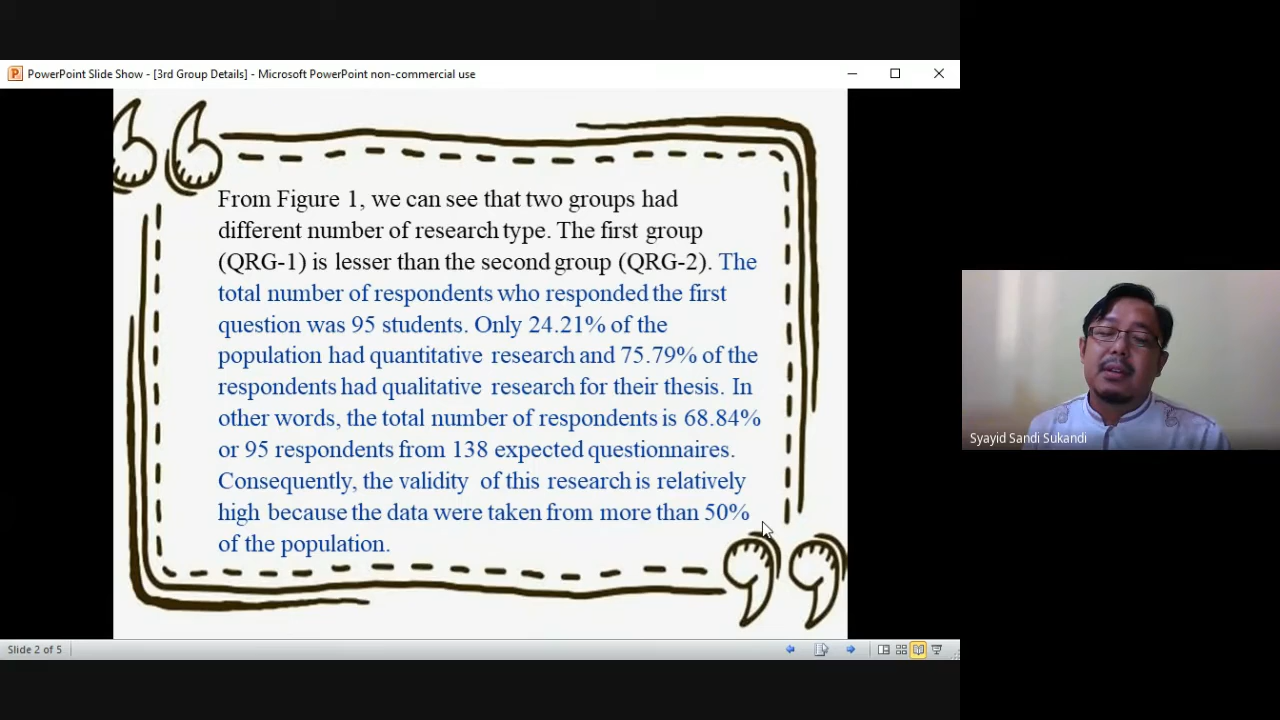 PowerPoint Slide Show - [3rd Group Details] - Microsoft PowerPoint non-commercial use
From Figure 1, we can see that two groups had
different number of research type. The first group
(QRG-1) is lesser than the second group (QRG-2). The
total number of respondents who responded the first
question was 95 students. Only 24.21% of the
population had quantitative research and 75.79% of the
respondents had qualitative research for their thesis. In
other words, the total number of respondents is 68.84%
or 95 respondents from 138 expected questionnaires.
Consequently, the validity of this research is relatively
high because the data were taken from more than 50%
of the population.
Syayid Sandi Sukandi
Slide 2 of 5